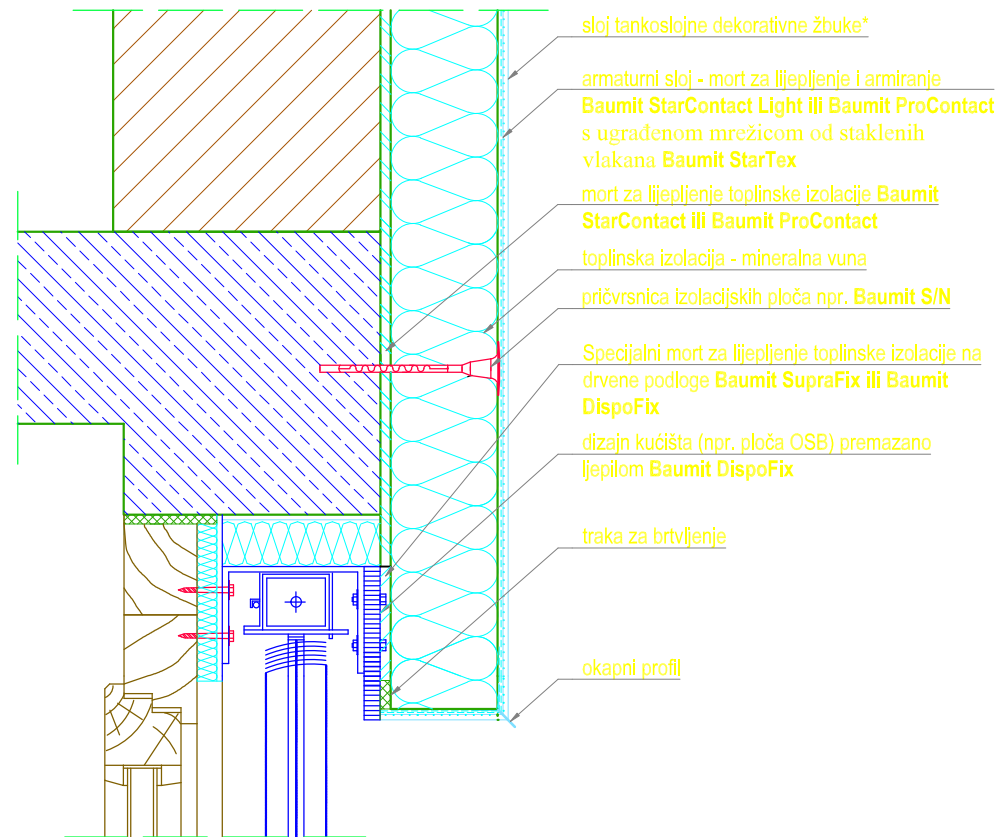 sloj tankoslojne dekorativne žbuke*
armaturni sloj - mort za lijepljenje i armiranje
Baumit StarContact Light ili Baumit ProContact
s ugrađenom mrežicom od staklenih
vlakana Baumit StarTex
mort za lijepljenje toplinske izolacije Baumit
StarContact ili Baumit ProContact
toplinska izolacija - mineralna vuna
pričvrsnica izolacijskih ploča npr. Baumit S/N
Specijalni mort za lijepljenje toplinske izolacije na
drvene podloge Baumit SupraFix ili Baumit
DispoFix
dizajn kućišta (npr. ploča OSB) premazano
ljepilom Baumit DispoFix
traka za brtvljenje
okapni profil